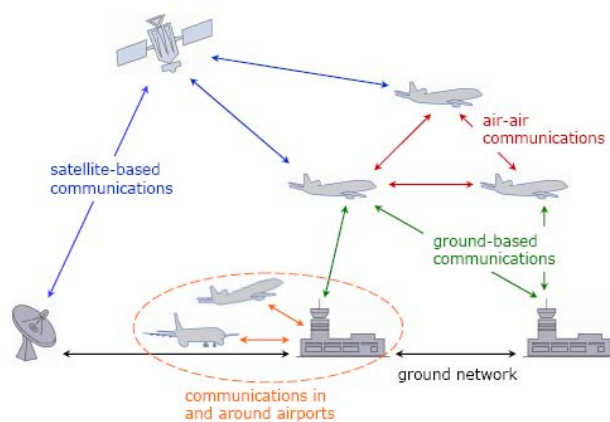 air-air
communications
satellite-based
communications
ground-based
communications
ground network
communications in
and around airports